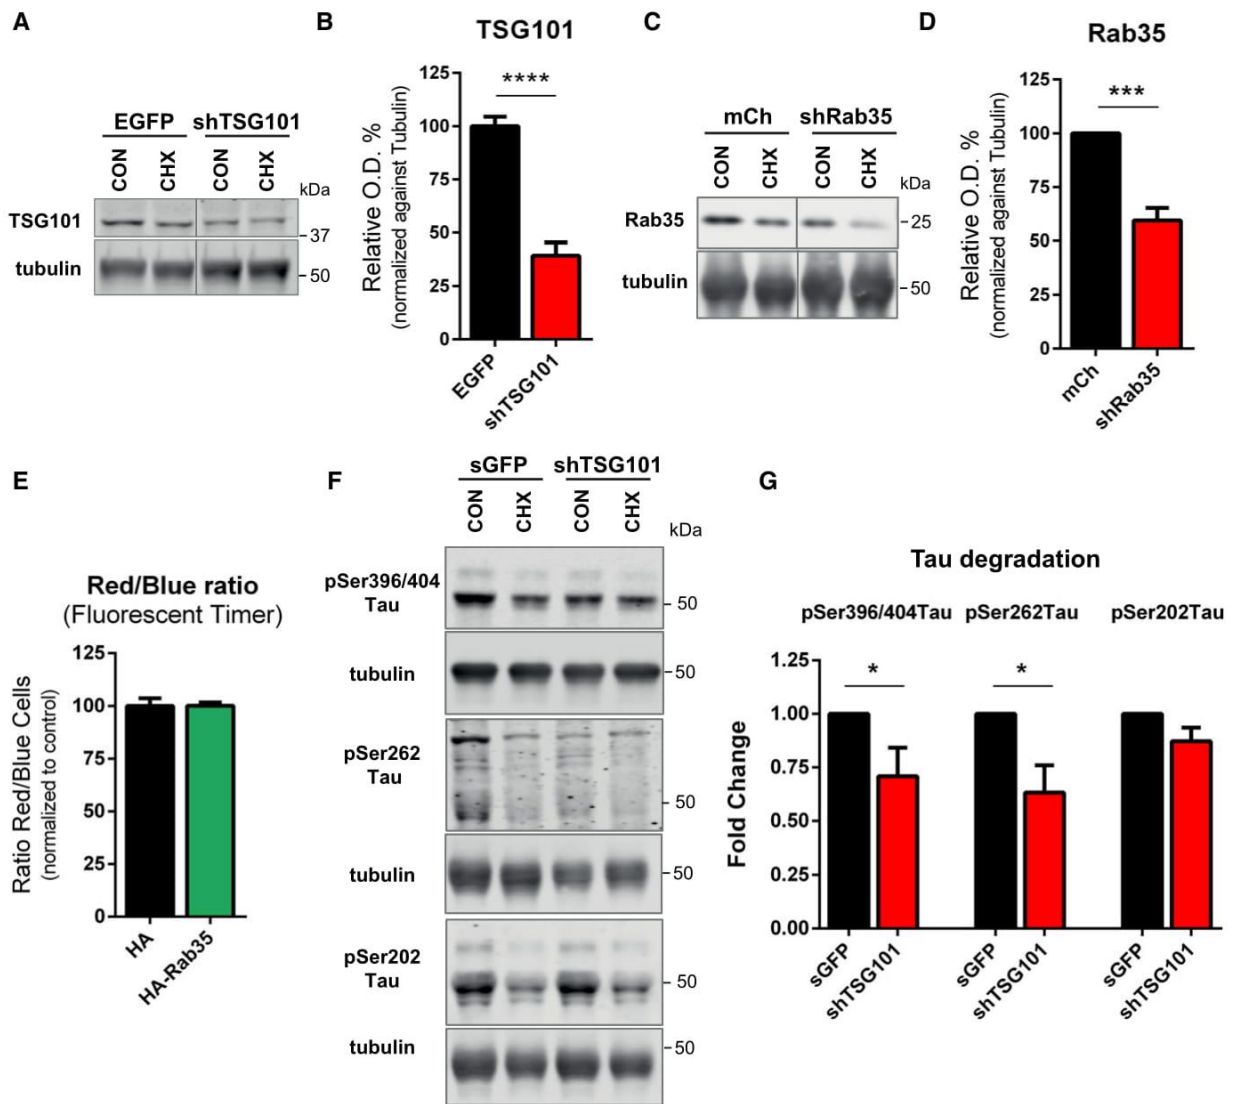 A
EGFP shTSG101
CON CHX CON CHX
kDa
TSG101
37
tubulin
50
B
TSG101
Relative O.D. %
(normalized against Tubulin)
125
100
75
50
25
0
****
EGFP
shTSG101
C
mCh shRab35
CON CHX CON CHX
kDa
Rab35
25
tubulin
50
D
Rab35
Relative O.D. %
(normalized against Tubulin)
125
100
75
50
25
0
***
mCh
shRab35
E
Red/Blue ratio
(Fluorescent Timer)
Ratio Red/Blue Cells
(normalized to control)
125
100
75
50
25
0
HA
HA-Rab35
F
sGFP shTSG101
CON CHX CON CHX
kDa
pSer396/404
Tau
50
tubulin
50
pSer262
Tau
50
tubulin
50
pSer202
Tau
50
tubulin
50
G
Tau degradation
pSer396/404Tau pSer262Tau pSer202Tau
Fold Change
1.25
1.00
0.75
0.50
0.25
0.00
* *
sGFP
shTSG101
sGFP
shTSG101
sGFP
shTSG101